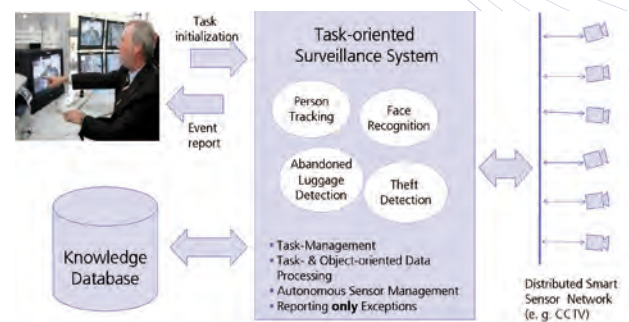 Task
initialization
Event
report
Task-oriented
Surveillance System
Person
Tracking
Face
Recognition
Abandoned
Luggage
Detection
Theft
Detection
• Task-Management
• Task- & Object-oriented Data
Processing
• Autonomous Sensor Management
• Reporting only Exceptions
Knowledge
Database
Distributed Smart
Sensor Network
(e. g. CCTV)